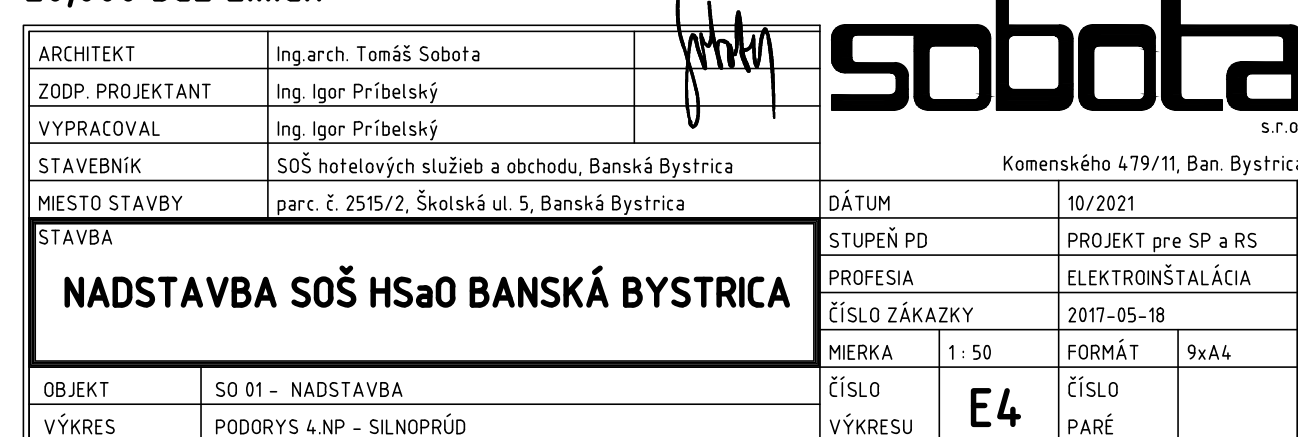 ARCHITEKT Ing.arch. Tomáš Sobota
ZODP. PROJEKTANT Ing. Igor Príbelský
VYPRACOVAL Ing. Igor Príbelský
STAVEBNíK SOŠ hotelových služieb a obchodu, Banská Bystrica
MIESTO STAVBY parc. č. 2515/2, Školská ul. 5, Banská Bystrica
STAVBA
NADSTAVBA SOŠ HSaO BANSKÁ BYSTRICA
OBJEKT SO 01 - NADSTAVBA
VÝKRES PODORYS 4.NP - SILNOPRÚD
sobota
s.r.o
Komenského 479/11, Ban. Bystrica
DÁTUM 10/2021
STUPEŇ PD PROJEKT pre SP a RS
PROFESIA ELEKTROINŠTALÁCIA
ČÍSLO ZÁKAZKY 2017-05-18
MIERKA 1 : 50 FORMÁT 9xA4
ČÍSLO VÝKRESU E4 ČÍSLO PARÉ